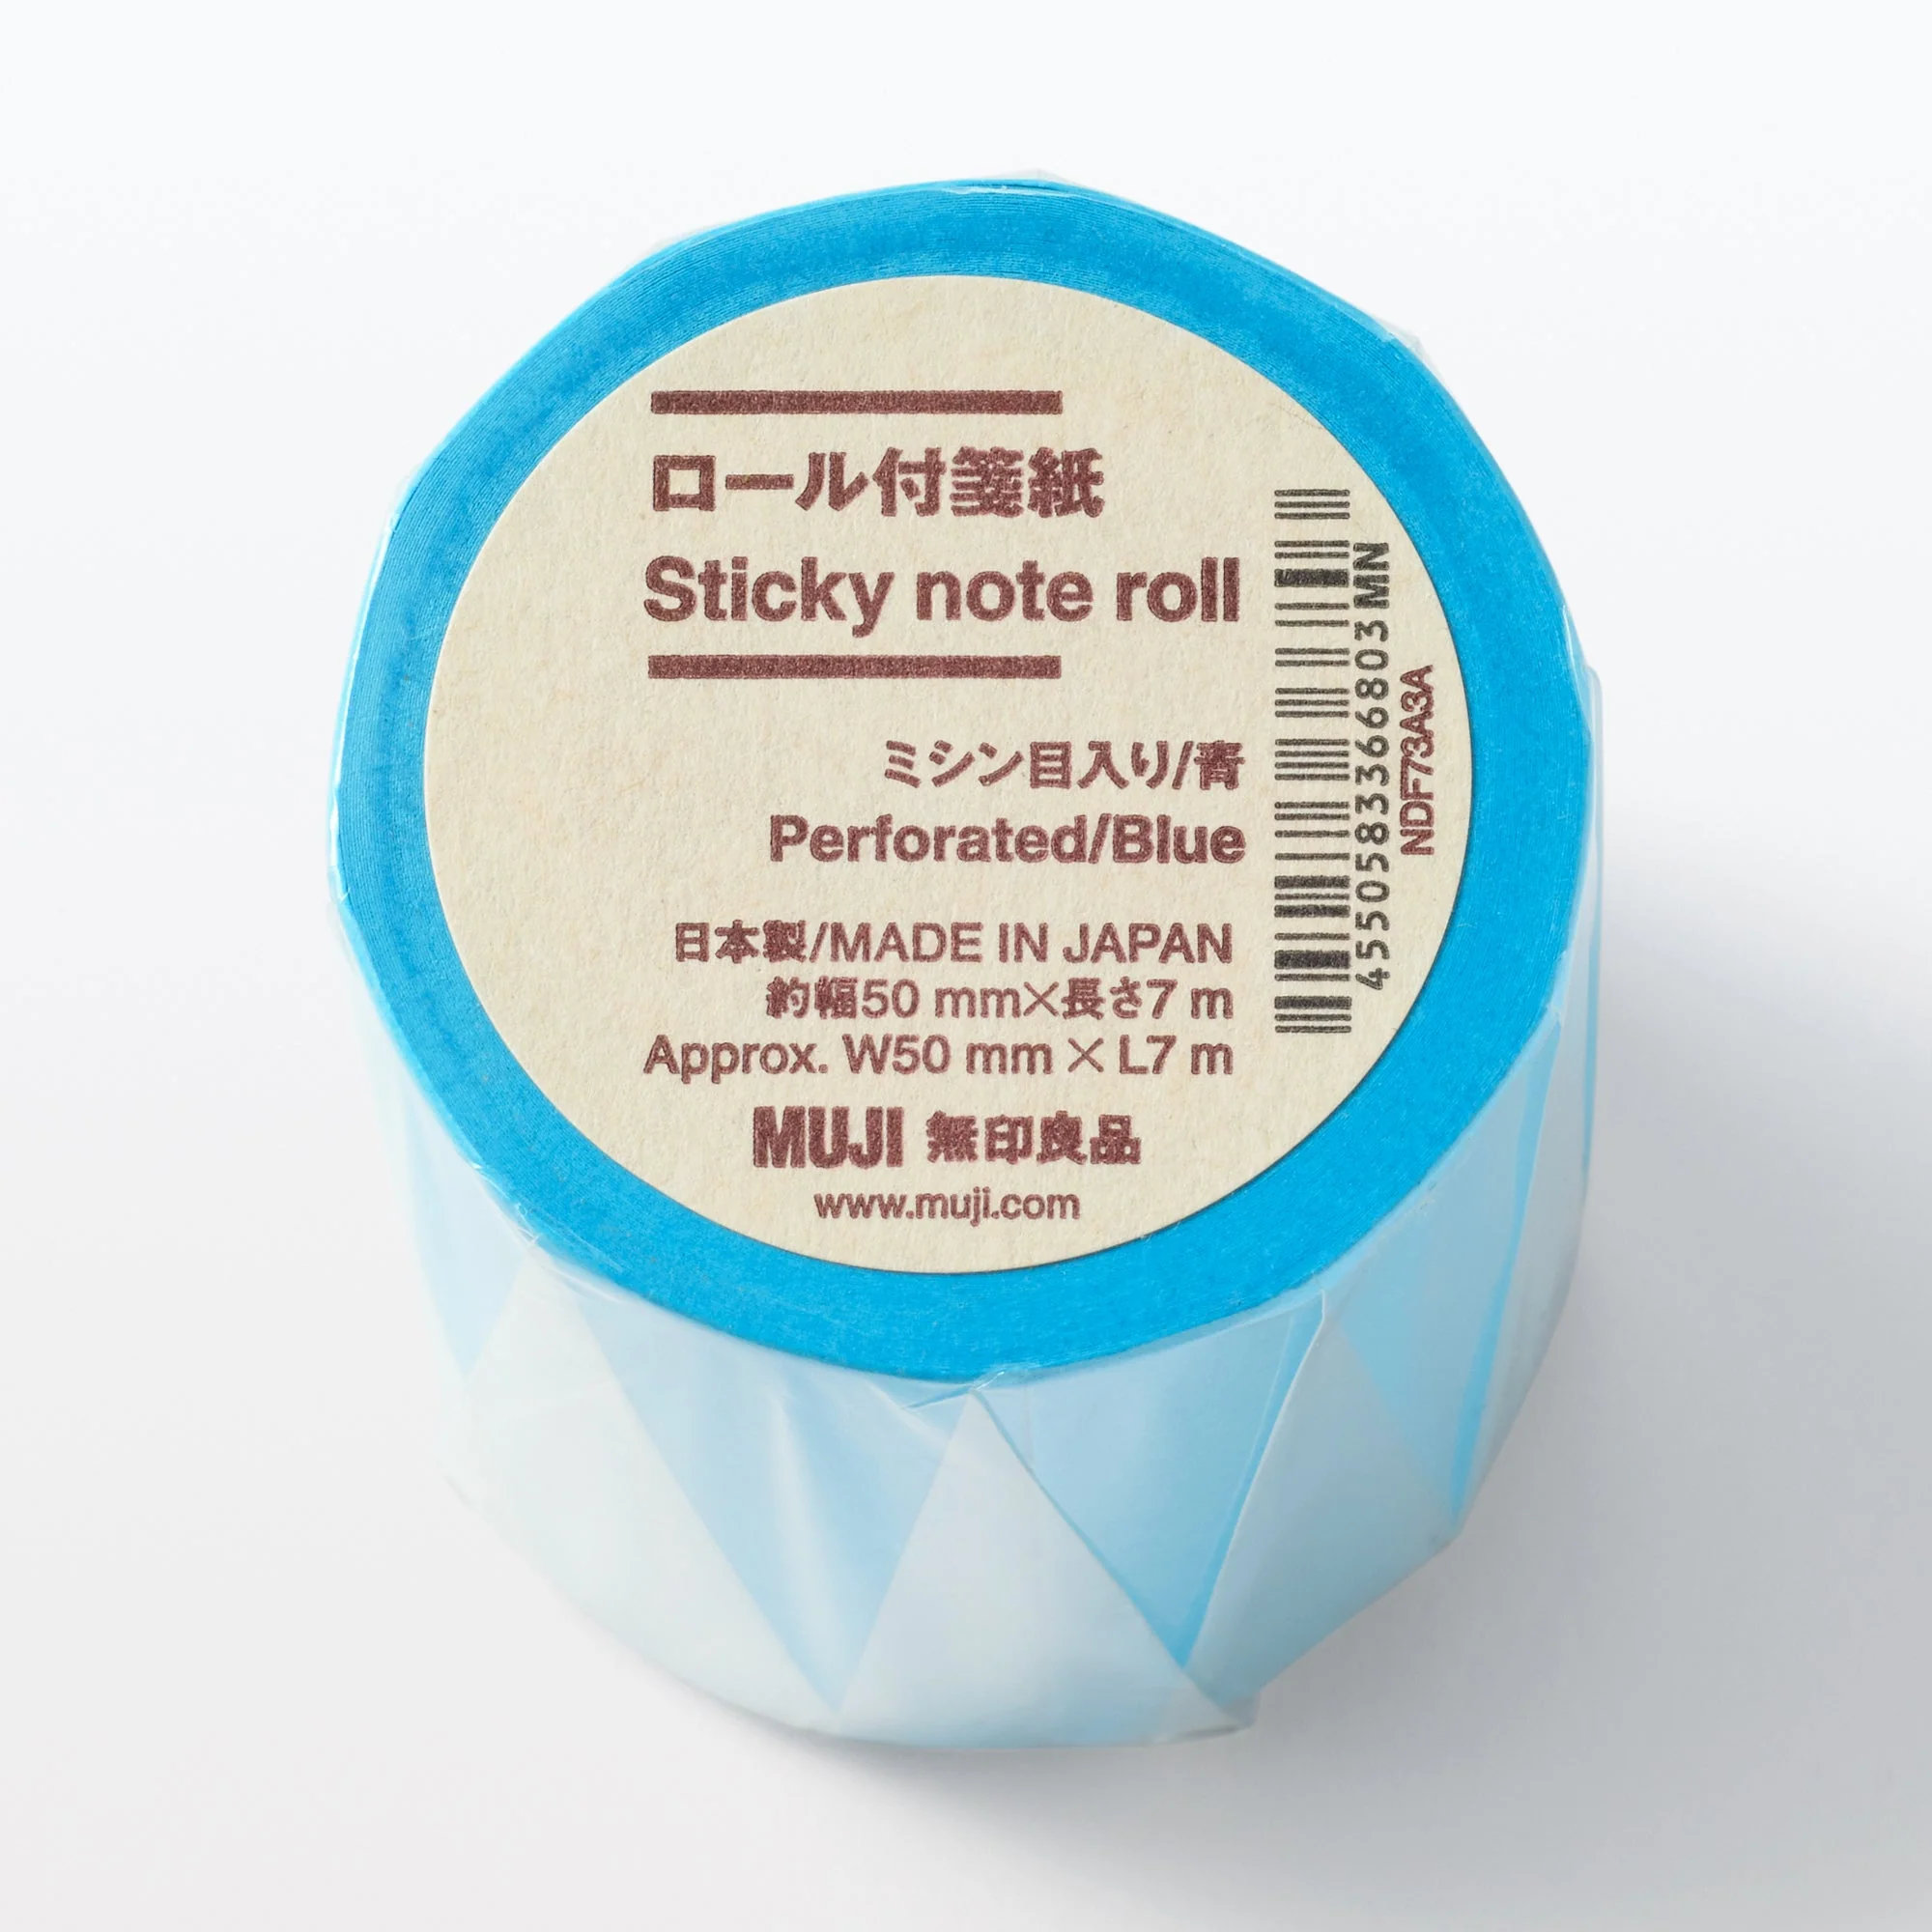 ロール付箋紙
Sticky note roll
ミシン目入り/青
Perforated/Blue
日本製/MADE IN JAPAN
約幅50 mm×長さ7 m
Approx. W50 mm × L7 m
MUJI 無印良品
www.muji.com
4550583366803 MN
NDF73A3A